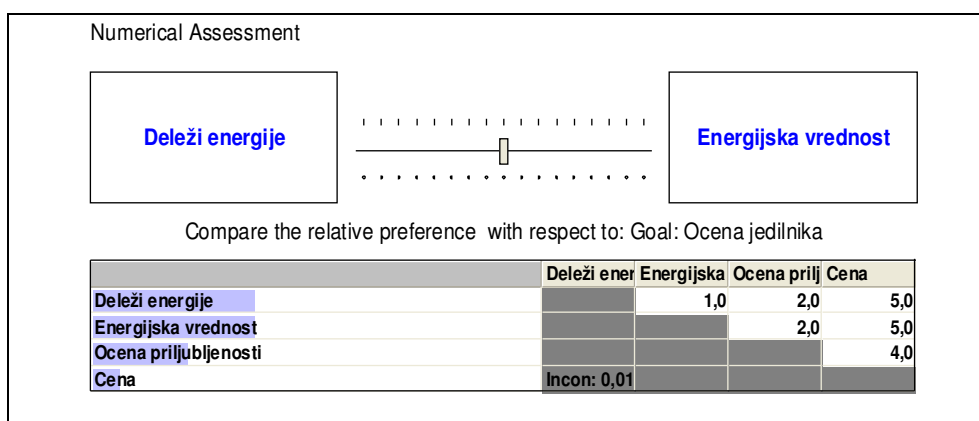 Numerical Assessment
Deleži energije
Energijska vrednost
Compare the relative preference with respect to: Goal: Ocena jedilnika
Deleži ener Energijska Ocena prilj Cena
Deleži energije 1,0 2,0 5,0
Energijska vrednost 2,0 5,0
Ocena priljubljenosti 4,0
Cena Incon: 0,01